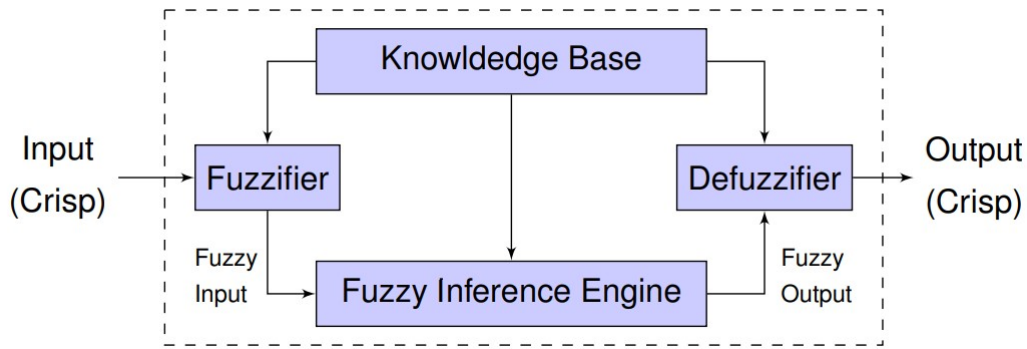 Knowldedge Base
Input
(Crisp)
Fuzzifier
Defuzzifier
Output
(Crisp)
Fuzzy
Input
Fuzzy Inference Engine
Fuzzy
Output